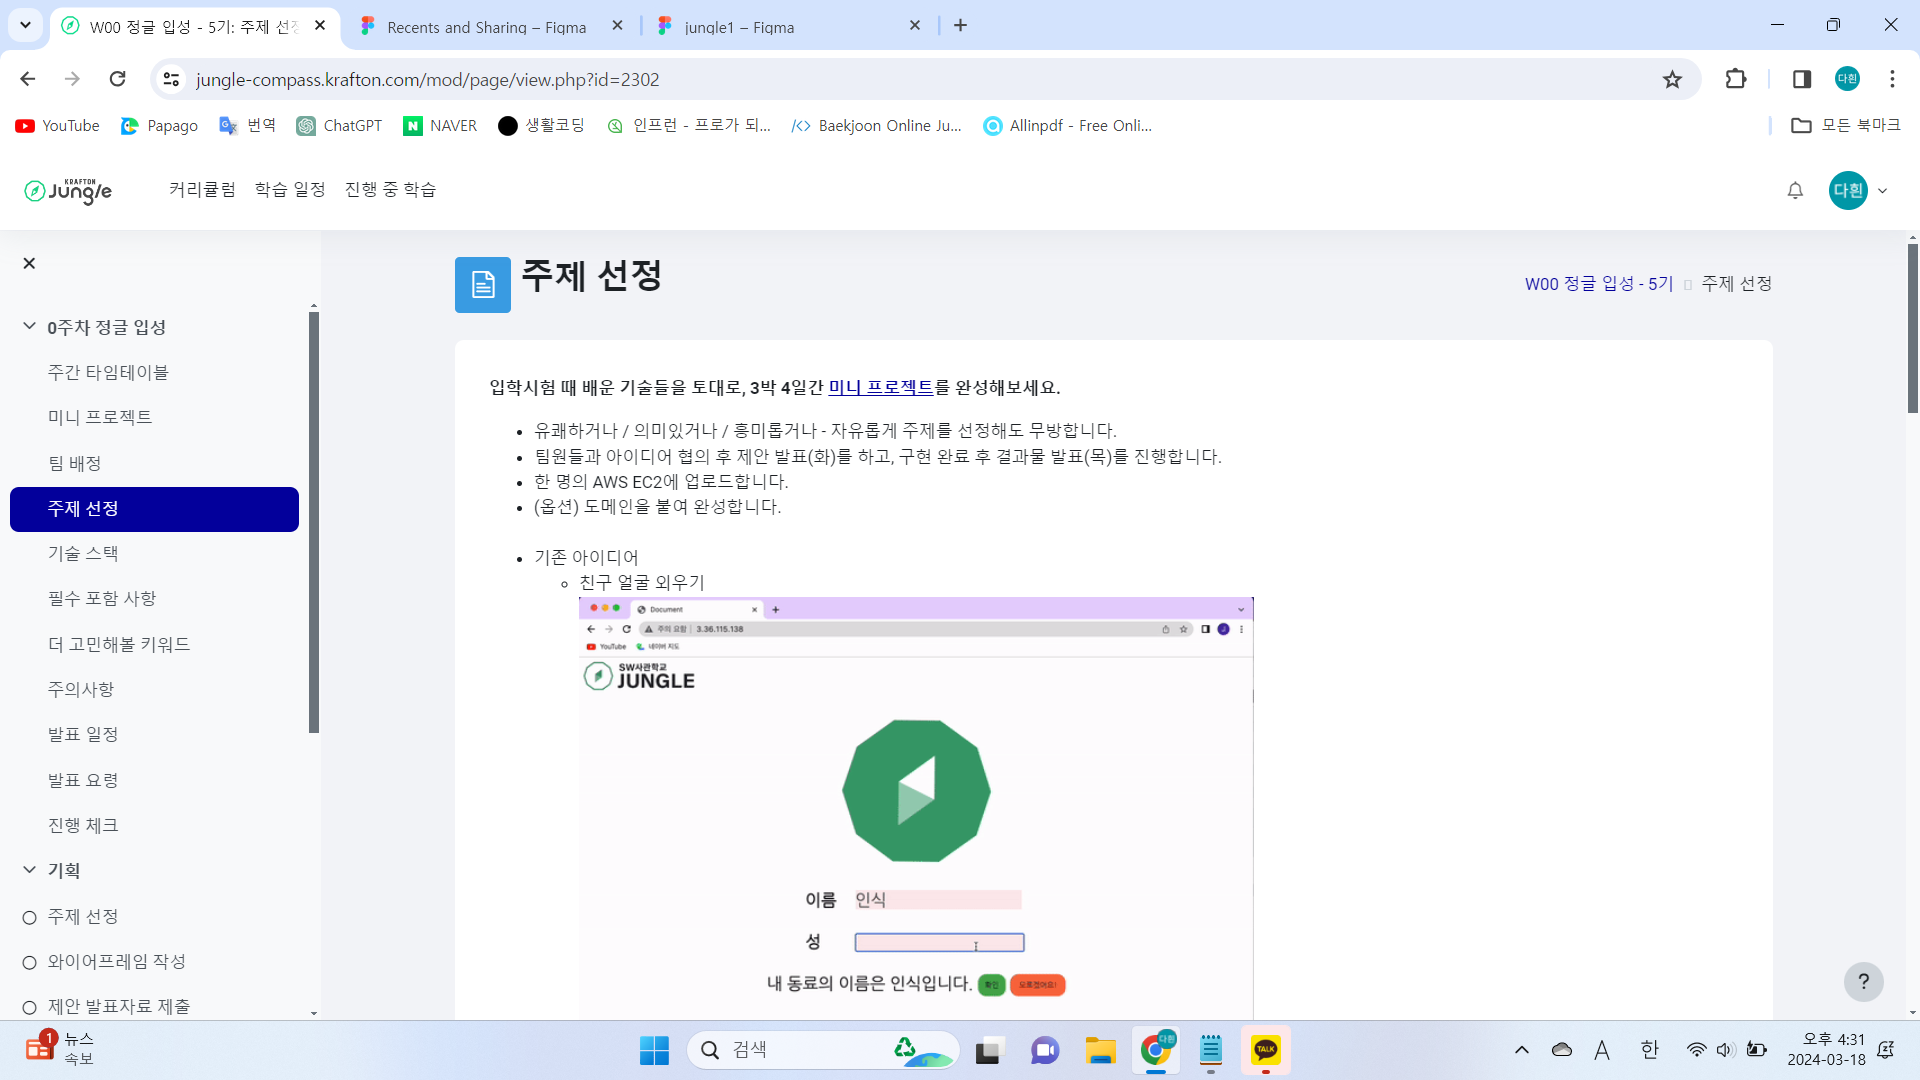 W00 정글 입성 - 5기: 주제 선정
Recents and Sharing – Figma
jungle1 – Figma
jungle-compass.krafton.com/mod/page/view.php?id=2302
다흰
YouTube
Papago
번역
ChatGPT
NAVER
생활코딩
인프런 - 프로가 되...
Baekjoon Online Ju...
Allinpdf - Free Onli...
모든 북마크
KRAFTON
Jungle
커리큘럼
학습 일정
진행 중 학습
다흰
주제 선정
W00 정글 입성 - 5기
주제 선정
0주차 정글 입성
주간 타임테이블
미니 프로젝트
팀 배정
주제 선정
기술 스택
필수 포함 사항
더 고민해볼 키워드
주의사항
발표 일정
발표 요령
진행 체크
기획
주제 선정
와이어프레임 작성
제안 발표자료 제출
입학시험 때 배운 기술들을 토대로, 3박 4일간 미니 프로젝트를 완성해보세요.
유쾌하거나 / 의미있거나 / 흥미롭거나 - 자유롭게 주제를 선정해도 무방합니다.
팀원들과 아이디어 협의 후 제안 발표(화)를 하고, 구현 완료 후 결과물 발표(목)를 진행합니다.
한 명의 AWS EC2에 업로드합니다.
(옵션) 도메인을 붙여 완성합니다.
기존 아이디어
친구 얼굴 외우기
Document
주의 요함
3.36.115.138
J
YouTube
네이버 지도
SW사관학교
JUNGLE
이름 인식
성
내 동료의 이름은 인식입니다.
확인
모르겠어요!
?
1
뉴스
속보
검색
다흰
TALK
A
한
오후 4:31
2024-03-18